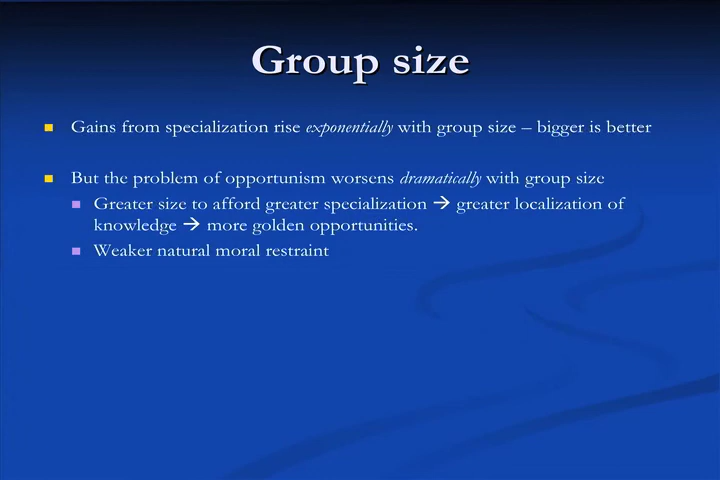 Group size
Gains from specialization rise exponentially with group size – bigger is better
But the problem of opportunism worsens dramatically with group size
Greater size to afford greater specialization → greater localization of
knowledge → more golden opportunities.
Weaker natural moral restraint